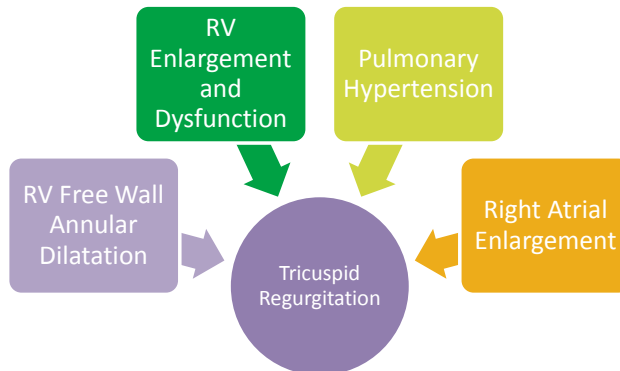 RV
Enlargement
and
Dysfunction
Pulmonary
Hypertension
RV Free Wall
Annular
Dilatation
Right Atrial
Enlargement
Tricuspid
Regurgitation